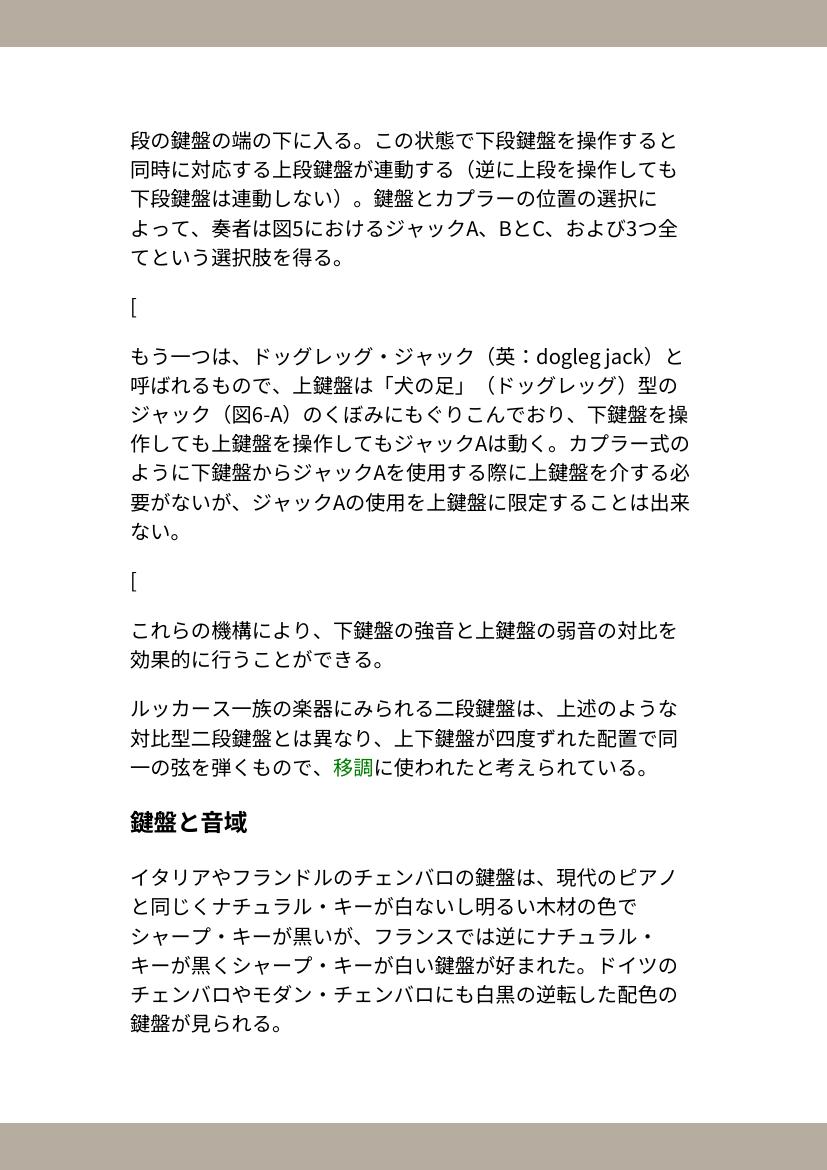 段の鍵盤の端の下に入る。この状態で下段鍵盤を操作すると
同時に対応する上段鍵盤が連動する（逆に上段を操作しても
下段鍵盤は連動しない）。鍵盤とカプラーの位置の選択に
よって、奏者は図5におけるジャックA、BとC、および3つ全
てという選択肢を得る。
[
もう一つは、ドッグレッグ・ジャック（英：dogleg jack）と
呼ばれるもので、上鍵盤は「犬の足」（ドッグレッグ）型の
ジャック（図6-A）のくぼみにもぐりこんでおり、下鍵盤を操
作しても上鍵盤を操作してもジャックAは動く。カプラー式の
ように下鍵盤からジャックAを使用する際に上鍵盤を介する必
要がないが、ジャックAの使用を上鍵盤に限定することは出来
ない。
[
これらの機構により、下鍵盤の強音と上鍵盤の弱音の対比を
効果的に行うことができる。
ルッカース一族の楽器にみられる二段鍵盤は、上述のような
対比型二段鍵盤とは異なり、上下鍵盤が四度ずれた配置で同
一の弦を弾くもので、移調に使われたと考えられている。
鍵盤と音域
イタリアやフランドルのチェンバロの鍵盤は、現代のピアノ
と同じくナチュラル・キーが白ないし明るい木材の色で
シャープ・キーが黒いが、フランスでは逆にナチュラル・
キーが黒くシャープ・キーが白い鍵盤が好まれた。ドイツの
チェンバロやモダン・チェンバロにも白黒の逆転した配色の
鍵盤が見られる。